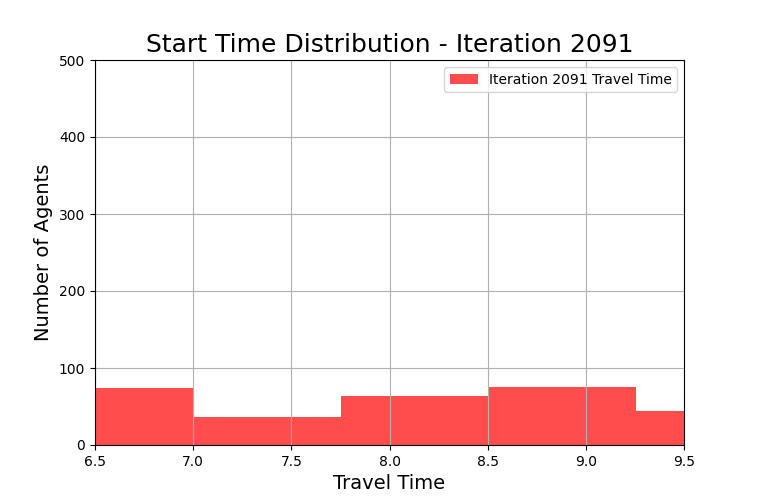 Start Time Distribution - Iteration 2091
Iteration 2091 Travel Time
Number of Agents
500
400
300
200
100
0
6.5 7.0 7.5 8.0 8.5 9.0 9.5
Travel Time